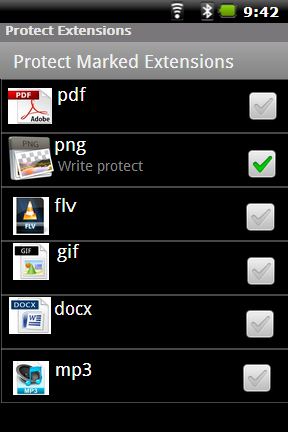 9:42
Protect Extensions
Protect Marked Extensions
PDF
Adobe
pdf
PNG
png
Write protect
FLV
flv
GIF
gif
DOCX
W
docx
MP3
mp3